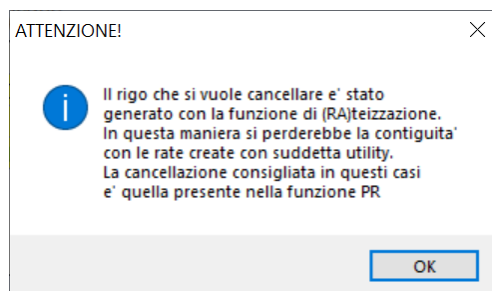 ATTENZIONE!
Il rigo che si vuole cancellare e' stato
generato con la funzione di (RA)teizzazione.
In questa maniera si perderebbe la contiguita'
con le rate create con suddetta utility.
La cancellazione consigliata in questi casi
e' quella presente nella funzione PR
OK